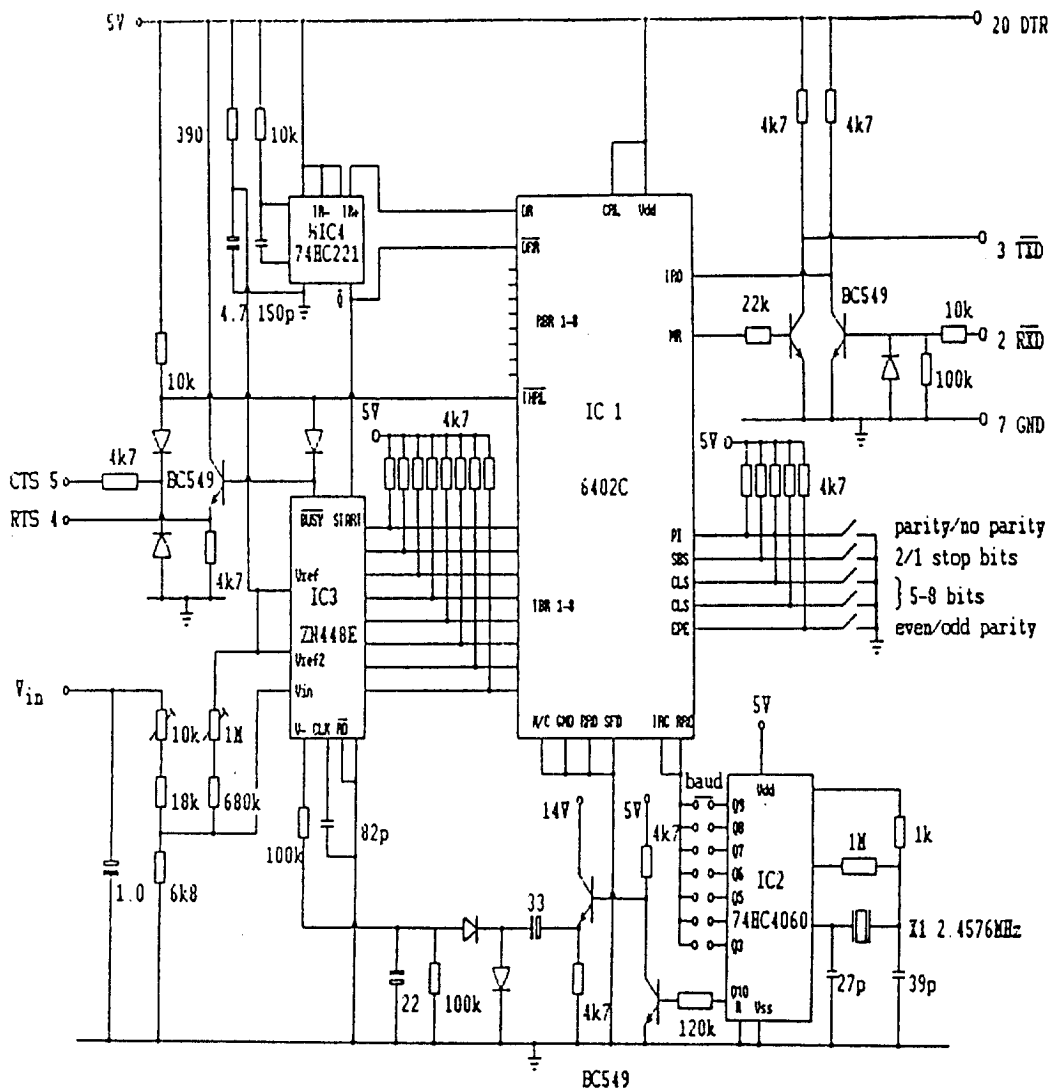 5V
20 DTR
390
10k
4k7
4k7
IR- IR+
½IC4
74HC221
Q
4.7 150p
DR
CRL Vdd
DRR
RBR 1-8
TRO
MR
22k
BC549
10k
100k
3 TXD
2 RXD
7 GND
10k
IC 1
6402C
5V
4k7
5V
4k7
CTS 5
4k7
BC549
RTS 4
4k7
BUSY START
Vref
IC3
ZN448E
Vref2
Vin
V- CLK RD
TBR 1-8
PI
SBS
CLS
CLS
EPE
parity/no parity
2/1 stop bits
5-8 bits
even/odd parity
Vin
10k
1M
18k
680k
6k8
1.0
N/C GND RRD SFD
TRC RRC
5V
baud
Vdd
Q9
Q8
Q7
Q6
Q5
Q3
IC2
74HC4060
Q10
R Vss
1k
1M
X1 2.4576MHz
27p
39p
120k
14V
5V
4k7
100k
82p
33
22
100k
4k7
BC549